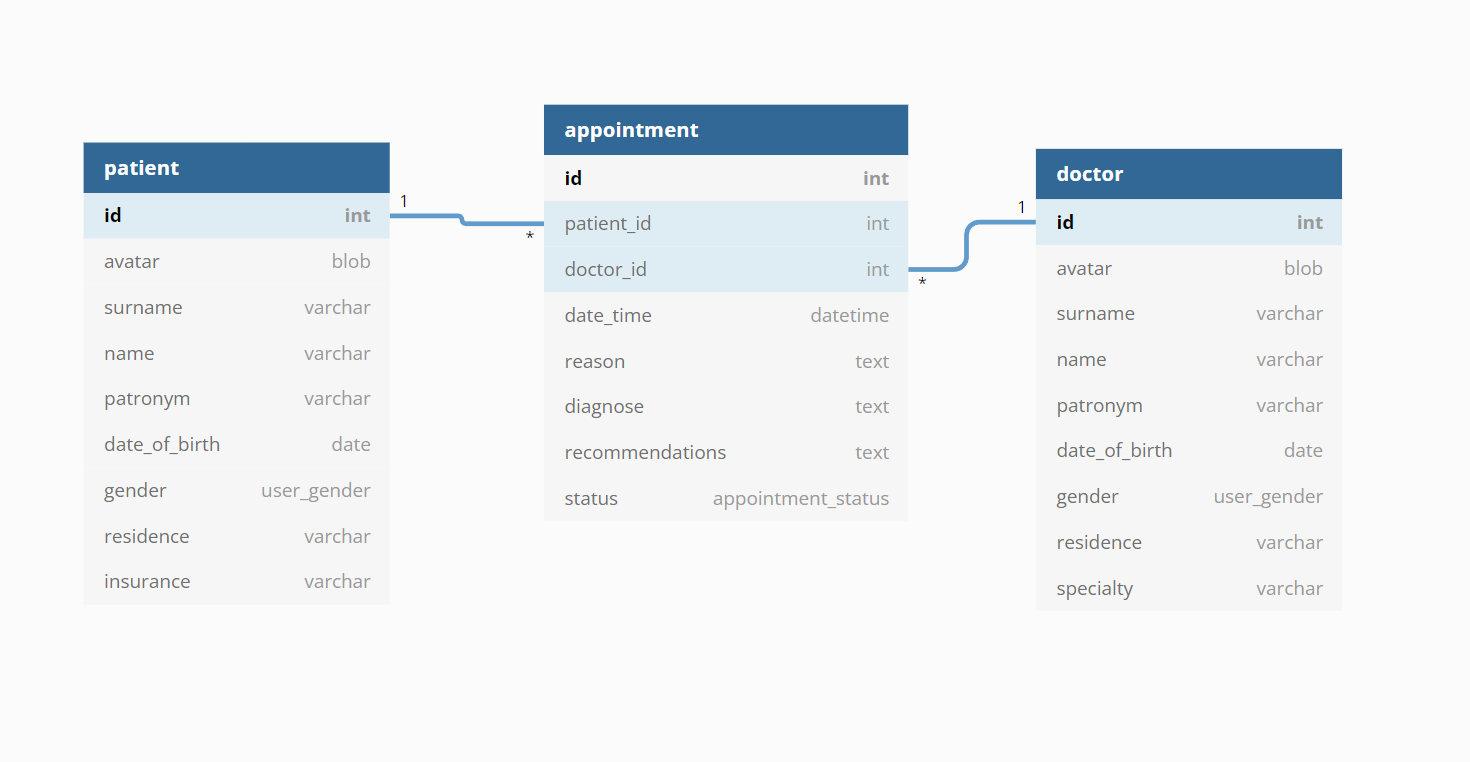 patient
id int
avatar blob
surname varchar
name varchar
patronym varchar
date_of_birth date
gender user_gender
residence varchar
insurance varchar
1
*
appointment
id int
patient_id int
doctor_id int
date_time datetime
reason text
diagnose text
recommendations text
status appointment_status
1
*
doctor
id int
avatar blob
surname varchar
name varchar
patronym varchar
date_of_birth date
gender user_gender
residence varchar
specialty varchar